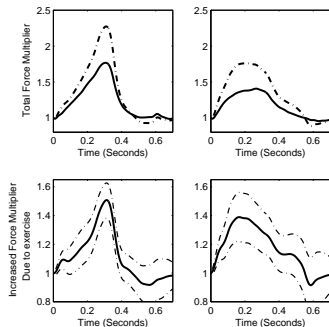 2.5
2
1.5
1
0 0.2 0.4 0.6
Time (Seconds)
Total Force Multiplier
2.5
2
1.5
1
0 0.2 0.4 0.6
Time (Seconds)
1.6
1.4
1.2
1
0.8
0 0.2 0.4 0.6
Time (Seconds)
Increased Force Multiplier
Due to exercise
1.6
1.4
1.2
1
0.8
0 0.2 0.4 0.6
Time (Seconds)